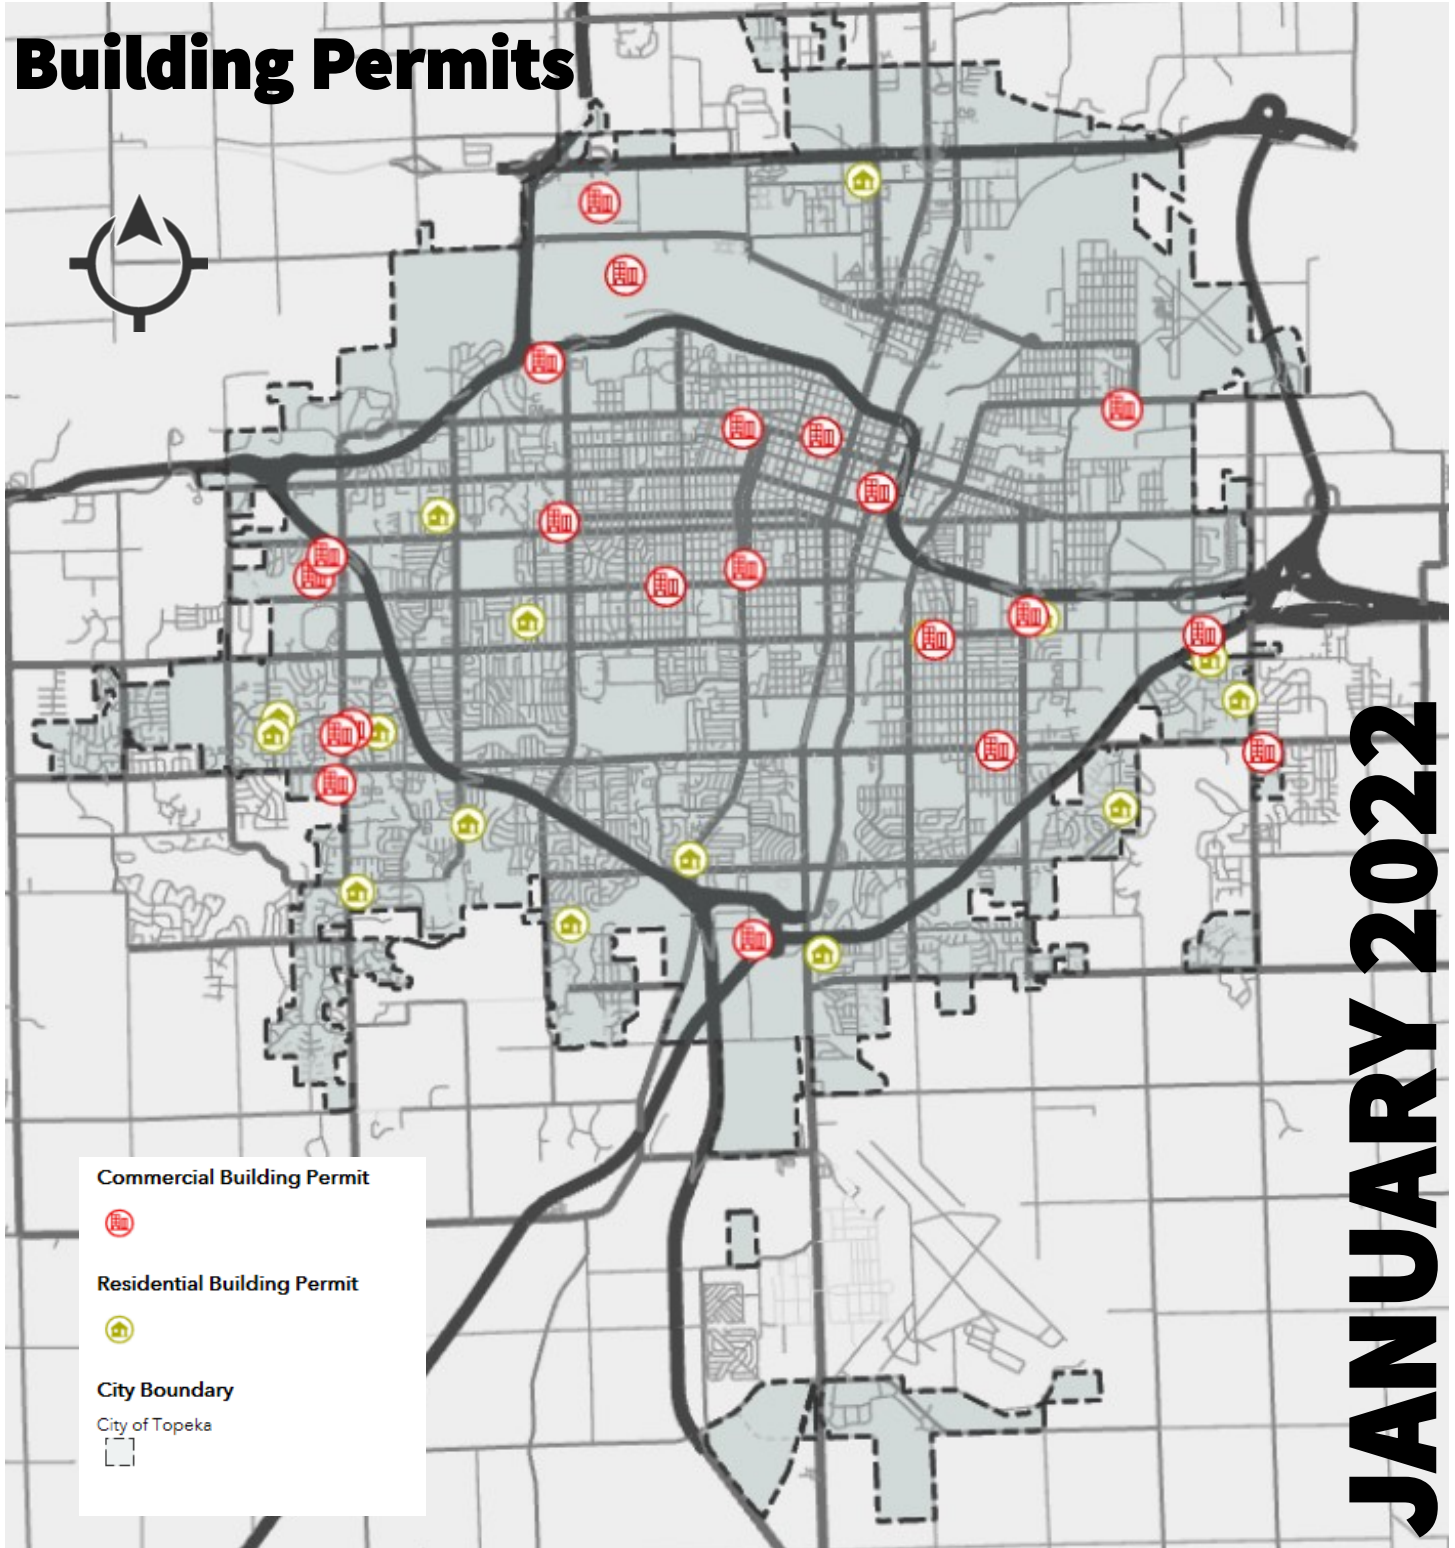 Building Permits
JANUARY 2022
Commercial Building Permit
Residential Building Permit
City Boundary
City of Topeka